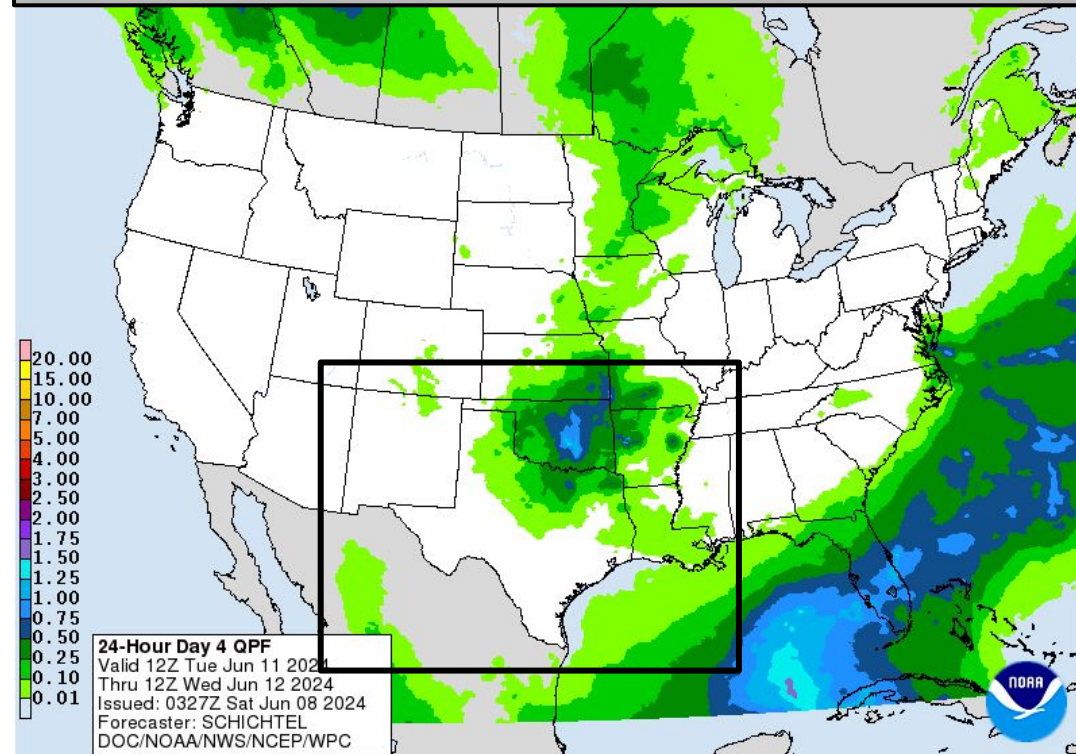 20.00
15.00
10.00
7.00
5.00
4.00
3.00
2.50
2.00
1.75
1.50
1.25
1.00
0.75
0.50
0.25
0.10
0.01
24-Hour Day 4 QPF
Valid 12Z Tue Jun 11 2024
Thru 12Z Wed Jun 12 2024
Issued: 0327Z Sat Jun 08 2024
Forecaster: SCHICHTEL
DOC/NOAA/NWS/NCEP/WPC
NOAA